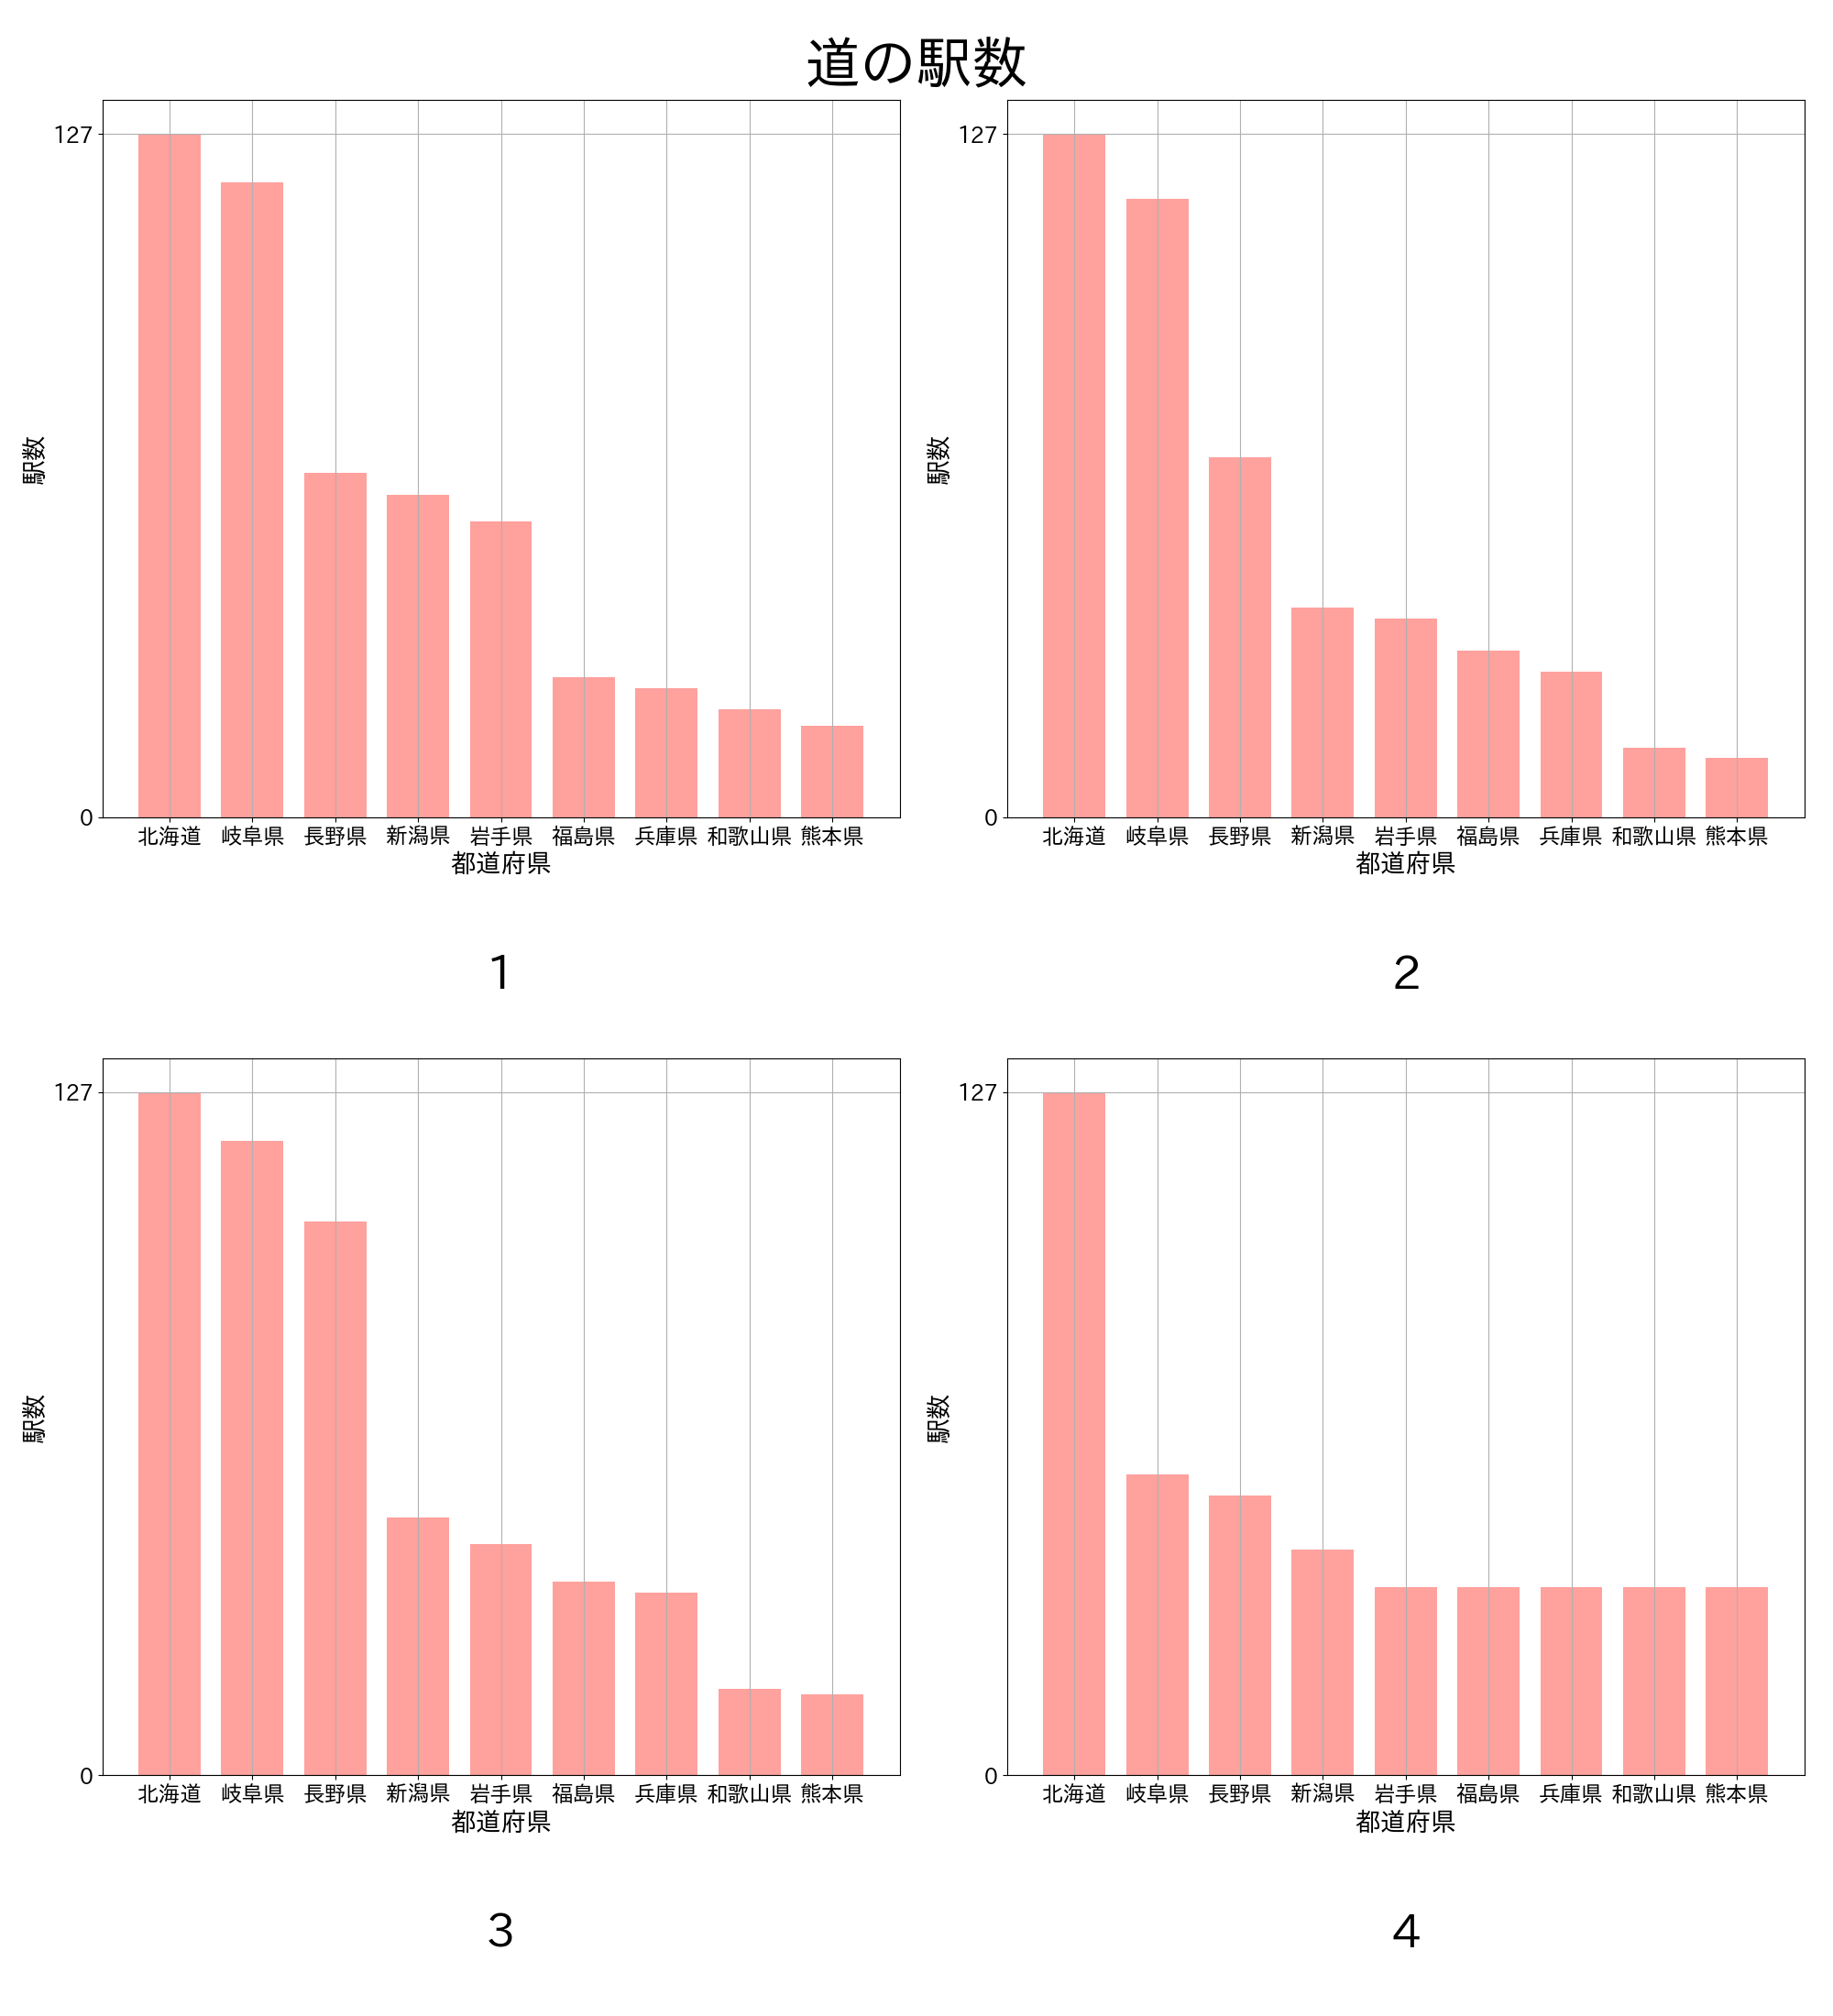 道の駅数
127
0
駅数
北海道 岐阜県 長野県 新潟県 岩手県 福島県 兵庫県 和歌山県 熊本県
都道府県
1
127
0
駅数
北海道 岐阜県 長野県 新潟県 岩手県 福島県 兵庫県 和歌山県 熊本県
都道府県
2
127
0
駅数
北海道 岐阜県 長野県 新潟県 岩手県 福島県 兵庫県 和歌山県 熊本県
都道府県
3
127
0
駅数
北海道 岐阜県 長野県 新潟県 岩手県 福島県 兵庫県 和歌山県 熊本県
都道府県
4